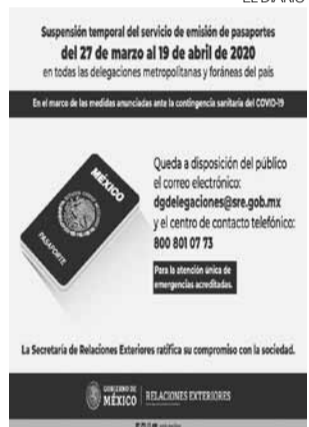 EL DIARIO
Suspensión temporal del servicio de emisión de pasaportes
del 27 de marzo al 19 de abril de 2020
en todas las delegaciones metropolitanas y foráneas del país
En el marco de las medidas anunciadas ante la contingencia sanitaria del COVID-19
MÉXICO
PASAPORTE
Queda a disposición del público
el correo electrónico:
dgdelegaciones@sre.gob.mx
y el centro de contacto telefónico:
800 801 07 73
Para la atención única de
emergencias acreditadas.
La Secretaría de Relaciones Exteriores ratifica su compromiso con la sociedad.
GOBIERNO DE
MÉXICO
RELACIONES EXTERIORES